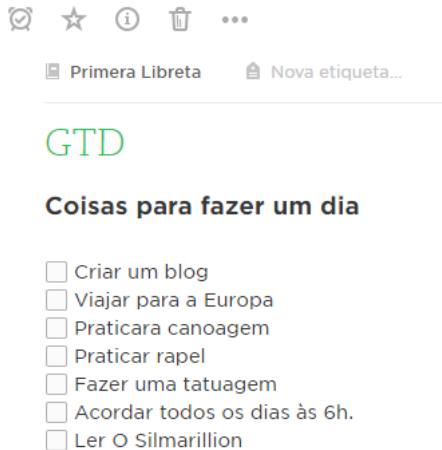 Primera Libreta Nova etiqueta...
GTD
Coisas para fazer um dia
Criar um blog
Viajar para a Europa
Praticara canoagem
Praticar rapel
Fazer uma tatuagem
Acordar todos os dias às 6h.
Ler O Silmarillion